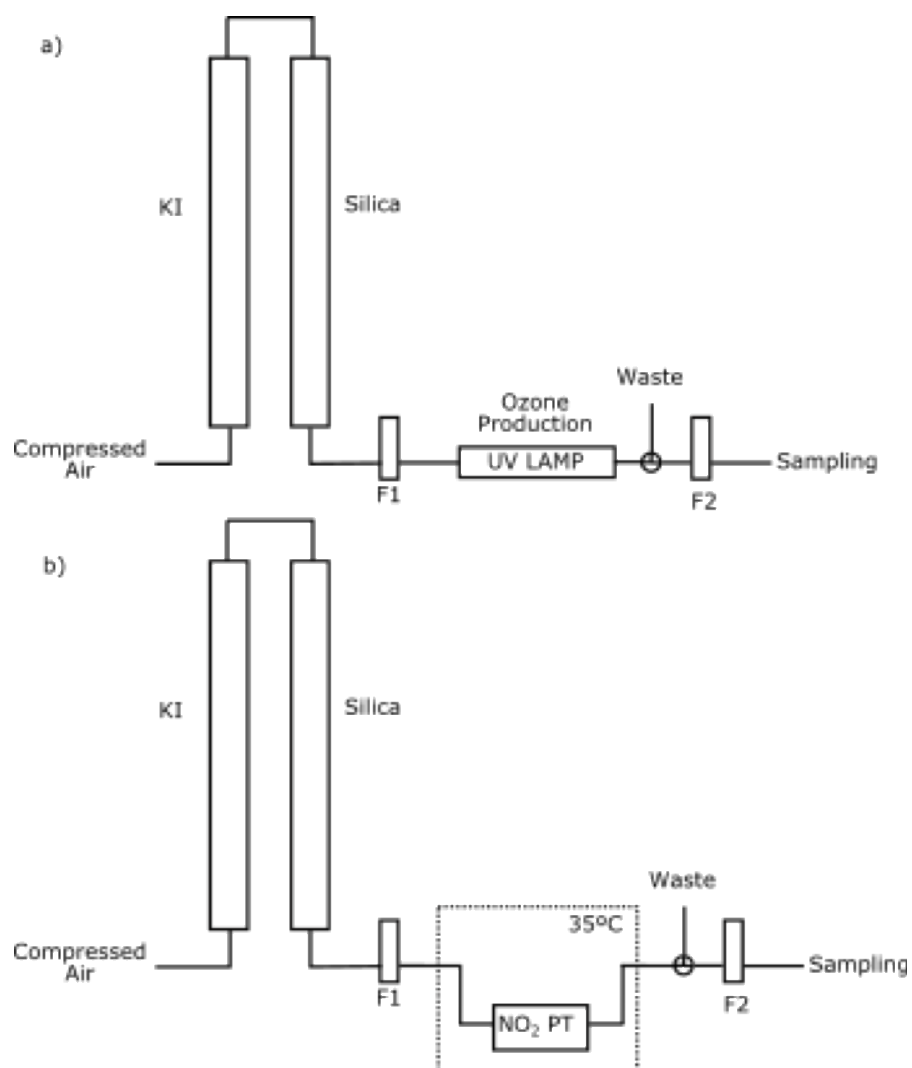 a)
KI
Silica
Waste
Ozone
Production
Compressed
Air
UV LAMP
Sampling
F1
F2
b)
KI
Silica
Waste
35ºC
Compressed
Air
Sampling
F1
F2
NO₂ PT